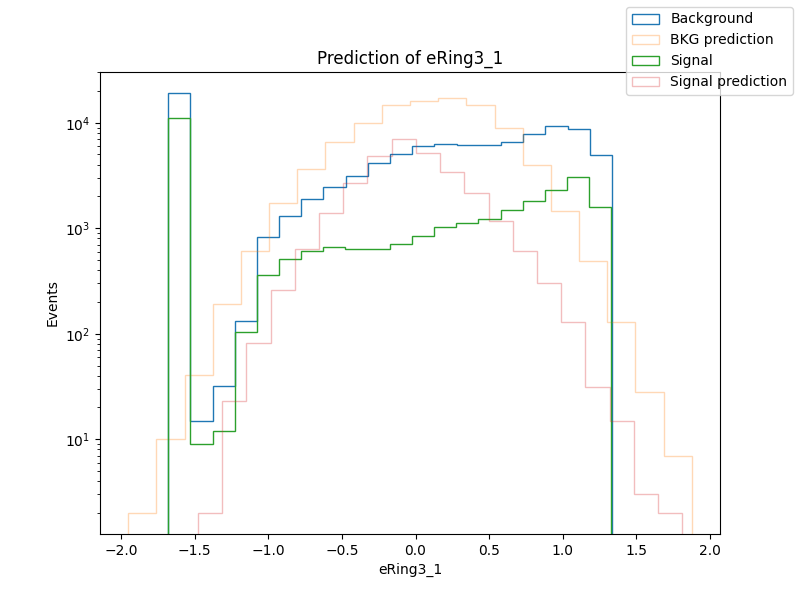 Prediction of eRing3_1
Background
BKG prediction
Signal
Signal prediction
Events
10⁴
10³
10²
10¹
−2.0 −1.5 −1.0 −0.5 0.0 0.5 1.0 1.5 2.0
eRing3_1